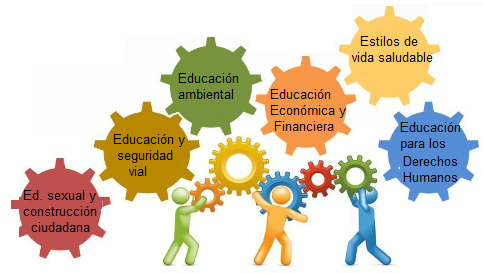 Ed. sexual y
construcción
ciudadana
Educación y
seguridad
vial
Educación
ambiental
Educación
Económica y
Financiera
Estilos de
vida saludable
Educación
para los
Derechos
Humanos